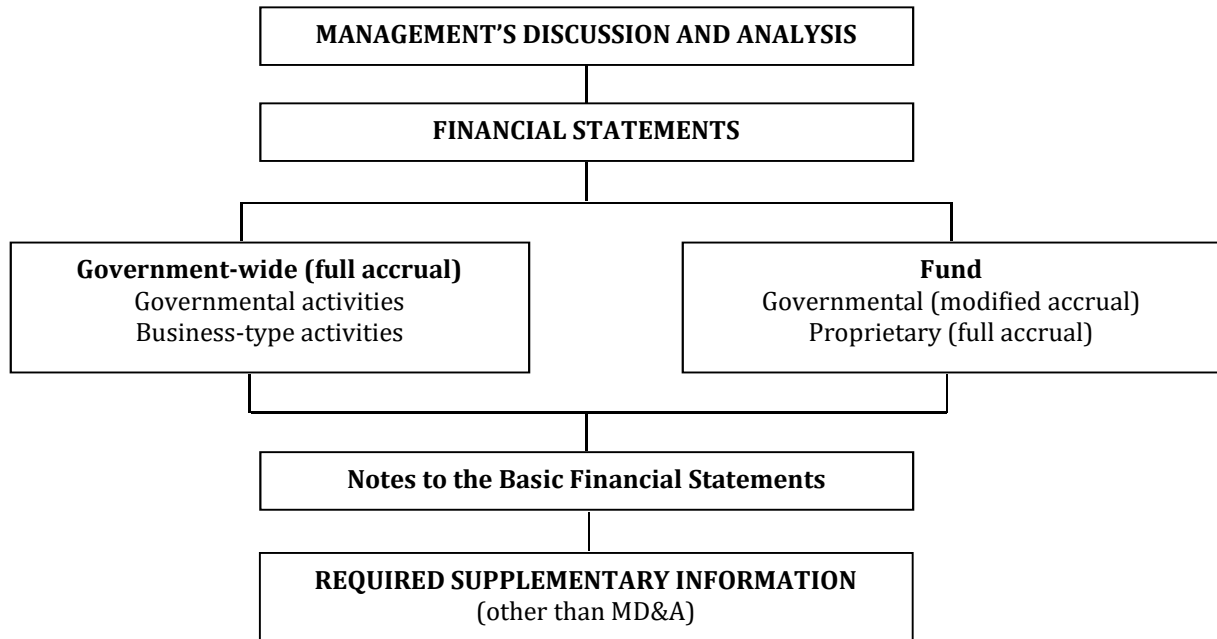 MANAGEMENT’S DISCUSSION AND ANALYSIS
FINANCIAL STATEMENTS
Government-wide (full accrual)
Governmental activities
Business-type activities
Fund
Governmental (modified accrual)
Proprietary (full accrual)
Notes to the Basic Financial Statements
REQUIRED SUPPLEMENTARY INFORMATION
(other than MD&A)